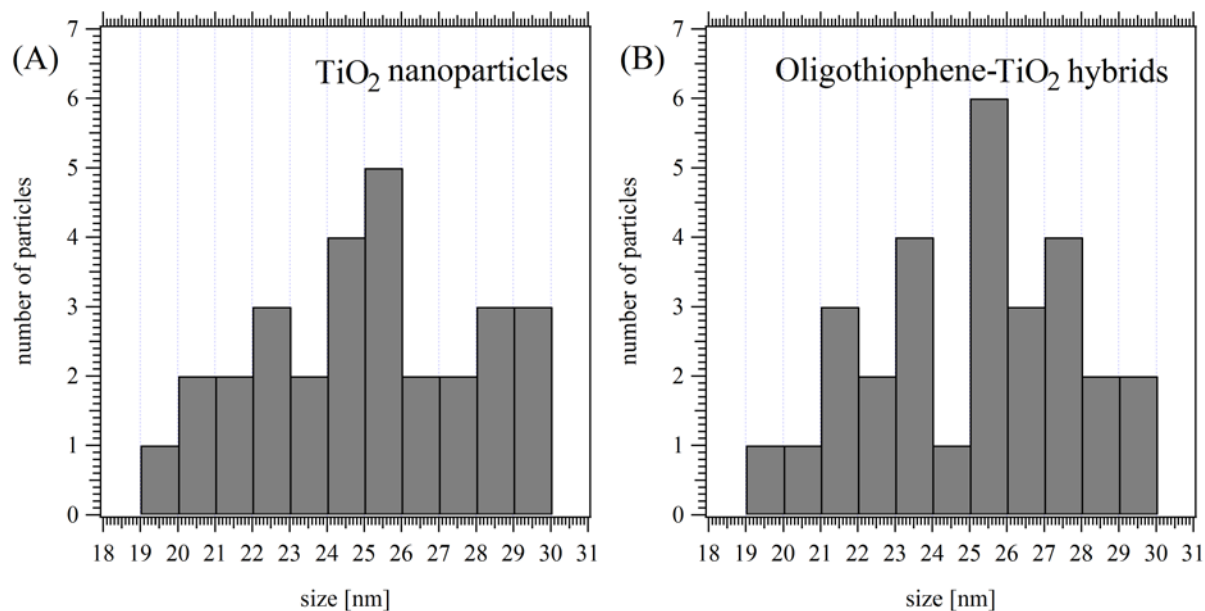 (A)
TiO2 nanoparticles
number of particles
7
6
5
4
3
2
1
0
18 19 20 21 22 23 24 25 26 27 28 29 30 31
size [nm]
(B)
Oligothiophene-TiO2 hybrids
number of particles
7
6
5
4
3
2
1
0
18 19 20 21 22 23 24 25 26 27 28 29 30 31
size [nm]